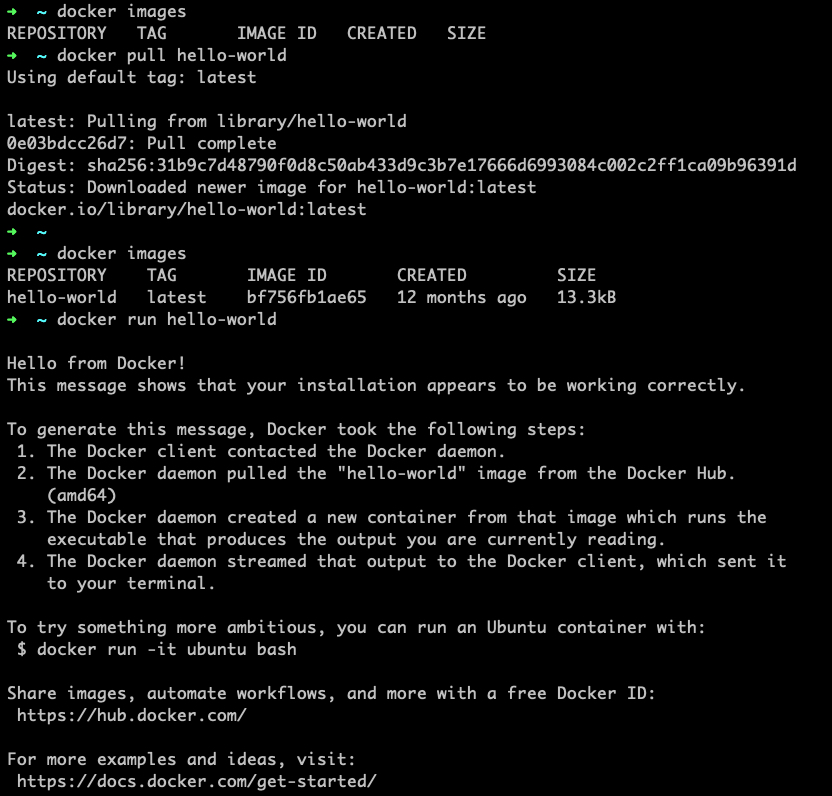 ➜  ~ docker images
REPOSITORY   TAG       IMAGE ID   CREATED   SIZE
➜  ~ docker pull hello-world
Using default tag: latest

latest: Pulling from library/hello-world
0e03bdcc26d7: Pull complete
Digest: sha256:31b9c7d48790f0d8c50ab433d9c3b7e17666d6993084c002c2ff1ca09b96391d
Status: Downloaded newer image for hello-world:latest
docker.io/library/hello-world:latest
➜  ~
➜  ~ docker images
REPOSITORY    TAG       IMAGE ID       CREATED         SIZE
hello-world   latest    bf756fb1ae65   12 months ago   13.3kB
➜  ~ docker run hello-world

Hello from Docker!
This message shows that your installation appears to be working correctly.

To generate this message, Docker took the following steps:
 1. The Docker client contacted the Docker daemon.
 2. The Docker daemon pulled the "hello-world" image from the Docker Hub.
    (amd64)
 3. The Docker daemon created a new container from that image which runs the
    executable that produces the output you are currently reading.
 4. The Docker daemon streamed that output to the Docker client, which sent it
    to your terminal.

To try something more ambitious, you can run an Ubuntu container with:
 $ docker run -it ubuntu bash

Share images, automate workflows, and more with a free Docker ID:
 https://hub.docker.com/

For more examples and ideas, visit:
 https://docs.docker.com/get-started/